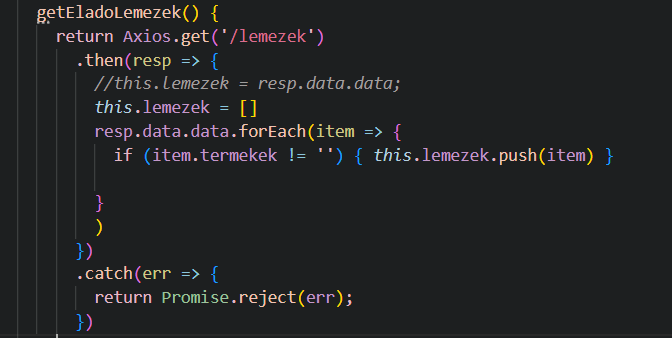 getEladoLemezek() {
return Axios.get('/lemezek')
.then(resp => {
//this.lemezek = resp.data.data;
this.lemezek = []
resp.data.data.forEach(item => {
if (item.termekek != '') { this.lemezek.push(item) }
}
)
})
.catch(err => {
return Promise.reject(err);
})